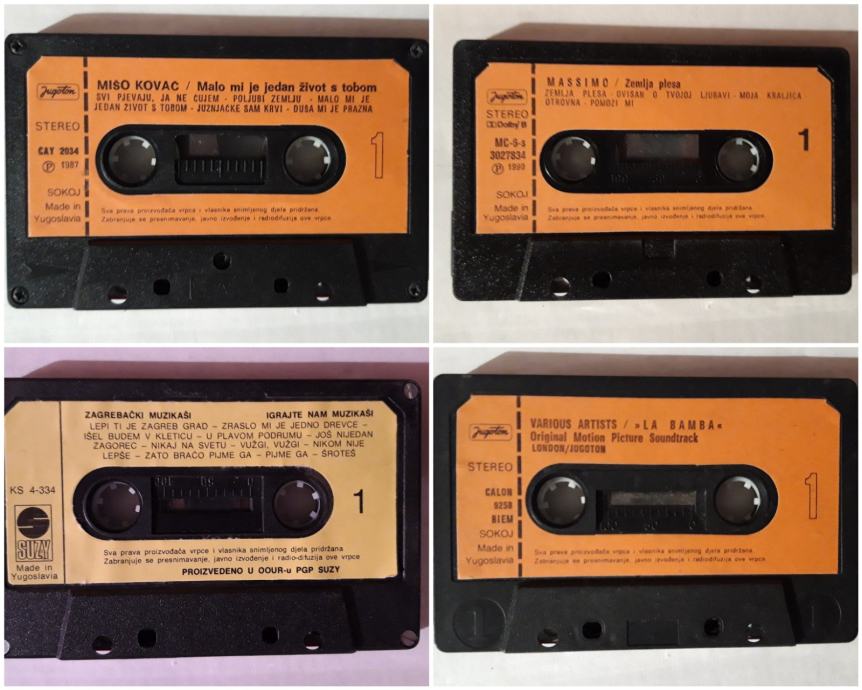 Jugoton
STEREO
CAY 2034
Ⓟ 1987
SOKOJ
Made in
Yugoslavia
MIŠO KOVAČ / Malo mi je jedan život s tobom
SVI PJEVAJU, JA NE ČUJEM - POLJUBI ZEMLJU - MALO MI JE
JEDAN ŽIVOT S TOBOM - JUŽNJAČKE SAM KRVI - DUŠA MI JE PRAZNA
1
Sva prava proizvođača vrpce i vlasnika snimljenog djela pridržana.
Zabranjuje se presnimavanje, javno izvođenje i radiodifuzija ove vrpce.
Jugoton
STEREO
Dolby B
MC-6-s
3027834
Ⓟ 1990
SOKOJ
Made in
Yugoslavia
MASSIMO / Zemlja plesa
ZEMLJA PLESA - OVISAN O TVOJOJ LJUBAVI - MOJA KRALJICA
OTROVNA - POMOZI MI
1
Sva prava proizvođača vrpce i vlasnika snimljenog djela pridržana.
Zabranjuje se presnimavanje, javno izvođenje i radiodifuzija ove vrpce.
ZAGREBAČKI MUZIKAŠI IGRAJTE NAM MUZIKAŠI
LEPI TI JE ZAGREB GRAD – ZRASLO MI JE JEDNO DREVCE –
IŠEL BUDEM V KLETICU – U PLAVOM PODRUMU – JOŠ NIJEDAN
ZAGOREC – NIKAJ NA SVETU – VUŽGI, VUŽGI – NIKOM NIJE
LEPŠE – ZATO BRAČO PIJME GA – PIJME GA – ŠROTEŠ
KS 4-334
SUZY
Made in
Yugoslavia
1
Sva prava proizvođača vrpce i vlasnika snimljenog djela pridržana
Zabranjuje se presnimavanje, javno izvođenje i radio-difuzija ove vrpce
PROIZVEDENO U OOUR-u PGP SUZY
Jugoton
STEREO
CALON
9258
BIEM
SOKOJ
Made in
Yugoslavia
VARIOUS ARTISTS / »LA BAMBA«
Original Motion Picture Soundtrack
LONDON/JUGOTON
1
Sva prava proizvođača vrpce i vlasnika snimljenog djela pridržana.
Zabranjuje se presnimavanje, javno izvođenje i radiodifuzija ove vrpce.
1